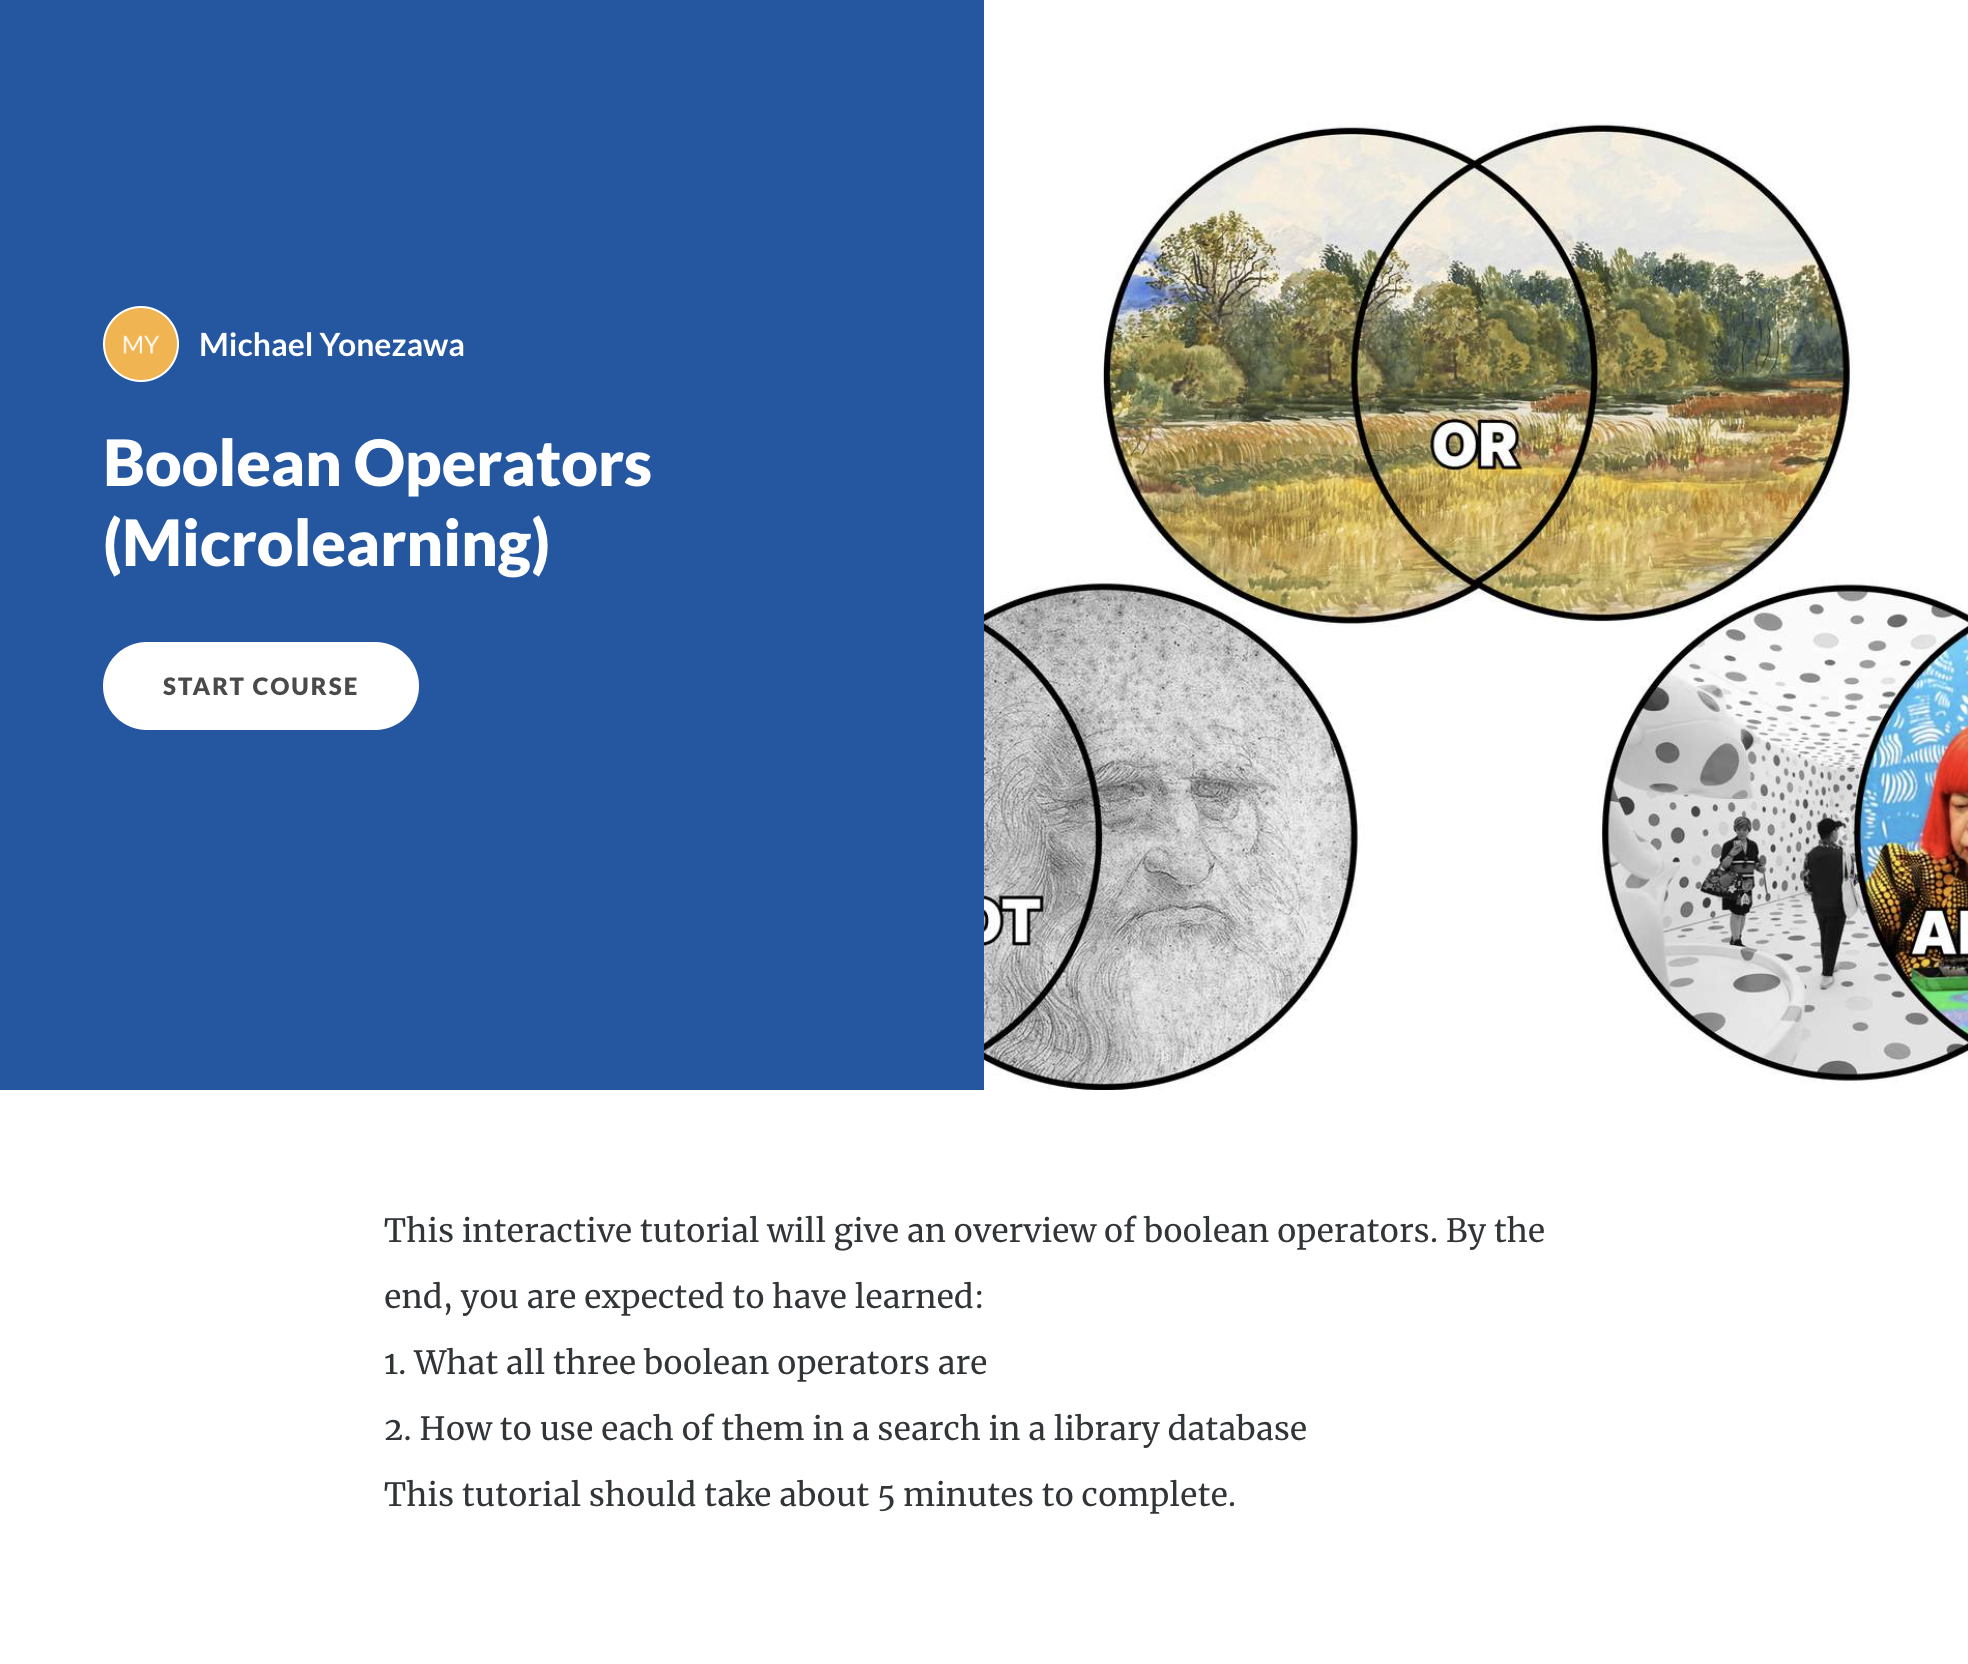 MY
Michael Yonezawa
Boolean Operators
(Microlearning)
START COURSE
OR
This interactive tutorial will give an overview of boolean operators. By the
end, you are expected to have learned:
1. What all three boolean operators are
2. How to use each of them in a search in a library database
This tutorial should take about 5 minutes to complete.